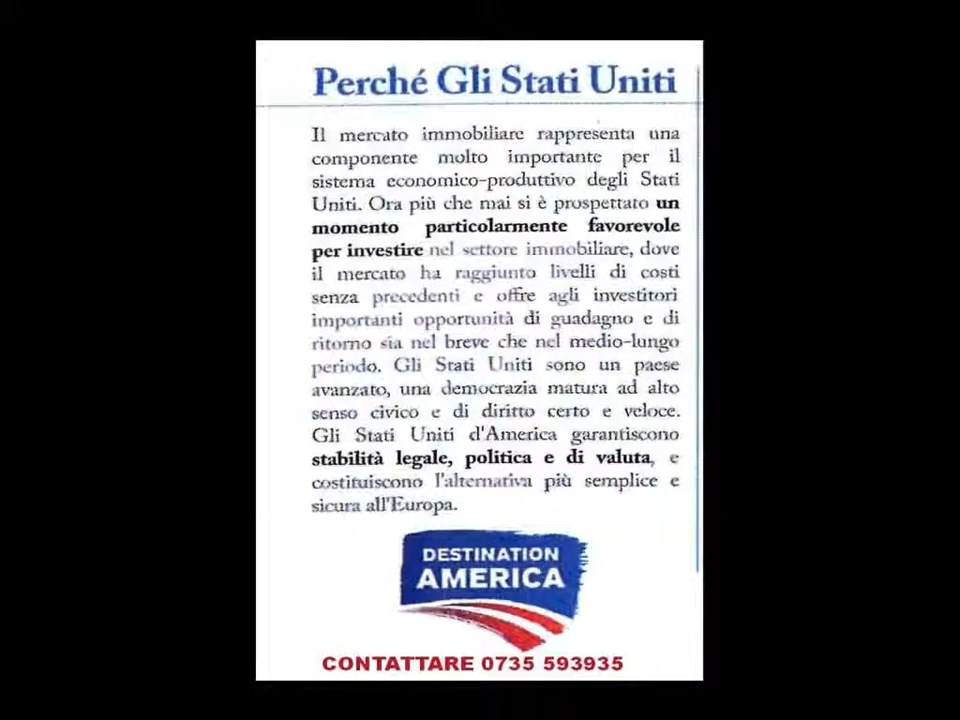 Perché Gli Stati Uniti
Il mercato immobiliare rappresenta una
componente molto importante per il
sistema economico-produttivo degli Stati
Uniti. Ora più che mai si è prospettato un
momento particolarmente favorevole
per investire nel settore immobiliare, dove
il mercato ha raggiunto livelli di costi
senza precedenti e offre agli investitori
importanti opportunità di guadagno e di
ritorno sia nel breve che nel medio-lungo
periodo. Gli Stati Uniti sono un paese
avanzato, una democrazia matura ad alto
senso civico e di diritto certo e veloce.
Gli Stati Uniti d'America garantiscono
stabilità legale, politica e di valuta, e
costituiscono l'alternativa più semplice e
sicura all'Europa.
DESTINATION
AMERICA
CONTATTARE 0735 593935